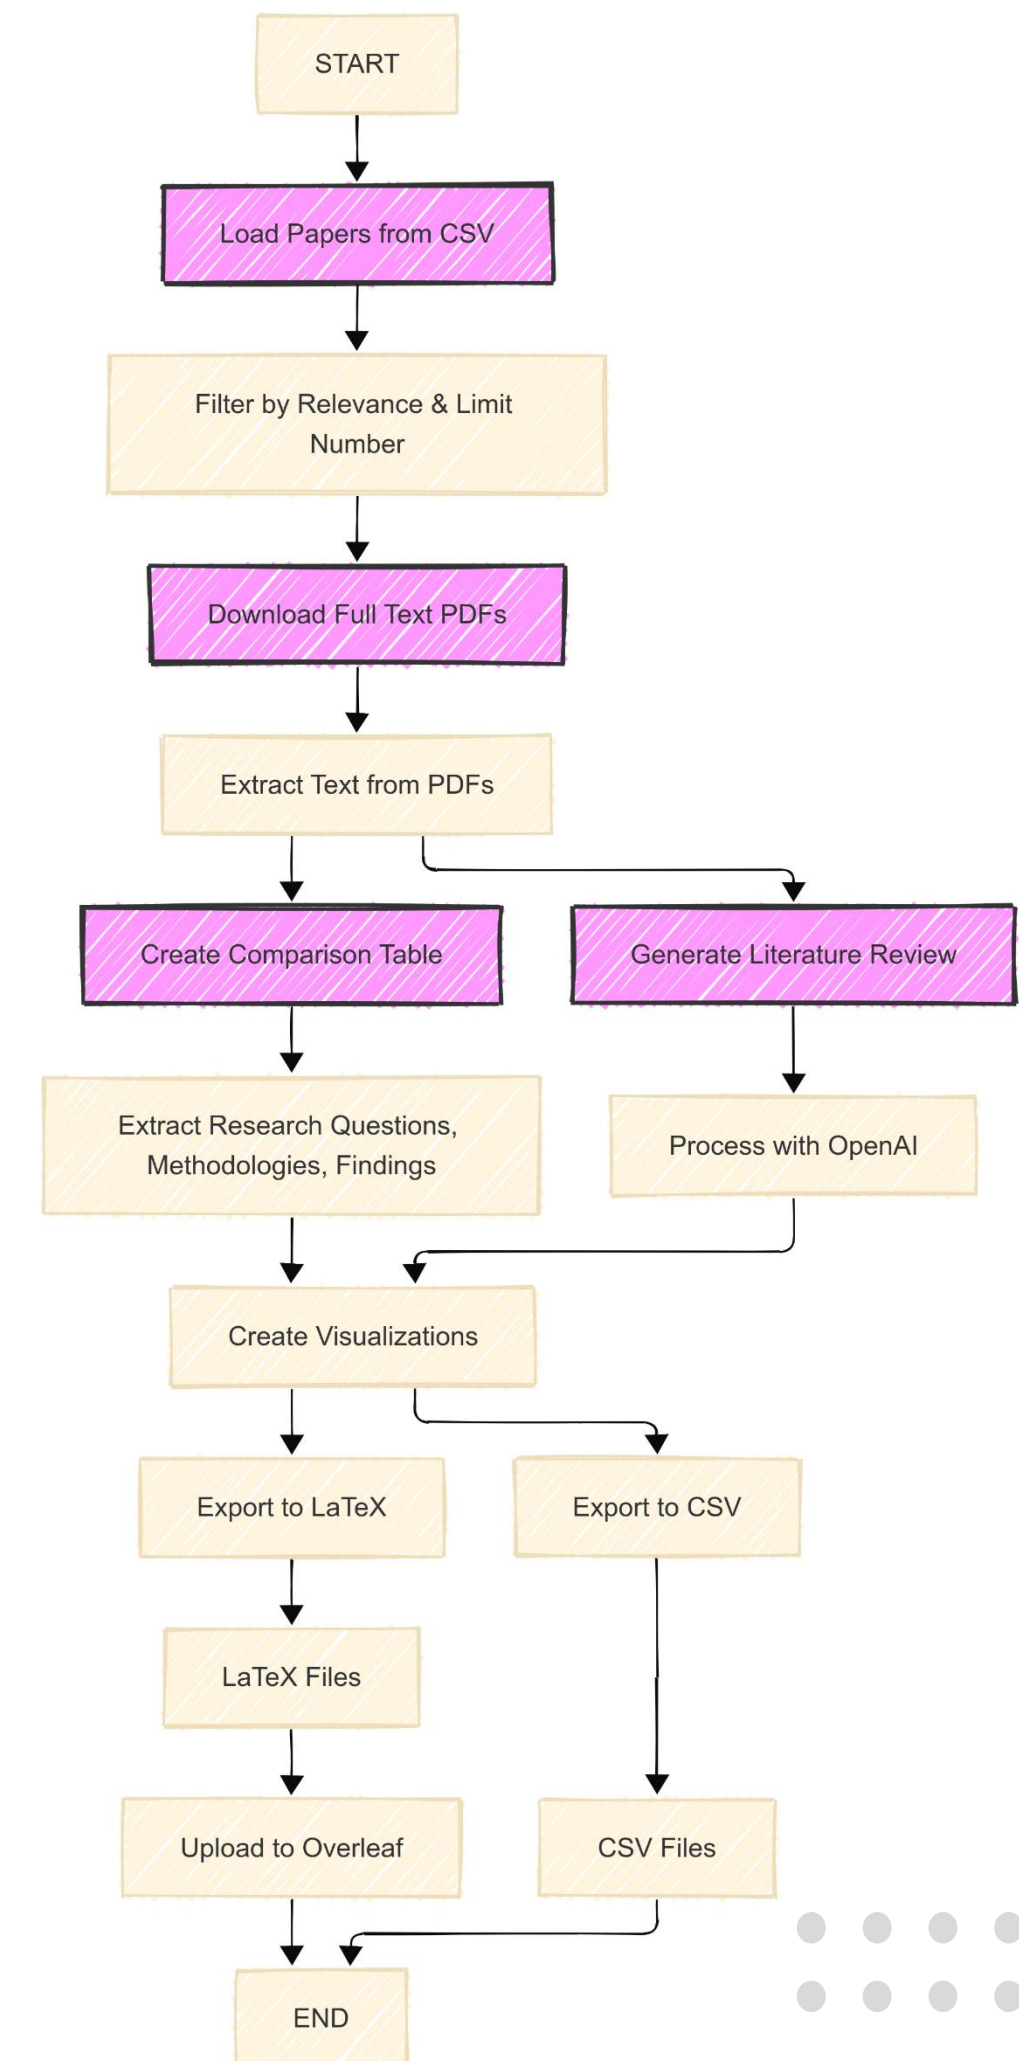 START
Load Papers from CSV
Filter by Relevance & Limit
Number
Download Full Text PDFs
Extract Text from PDFs
Create Comparison Table
Generate Literature Review
Extract Research Questions,
Methodologies, Findings
Process with OpenAI
Create Visualizations
Export to LaTeX
Export to CSV
LaTeX Files
Upload to Overleaf
CSV Files
END